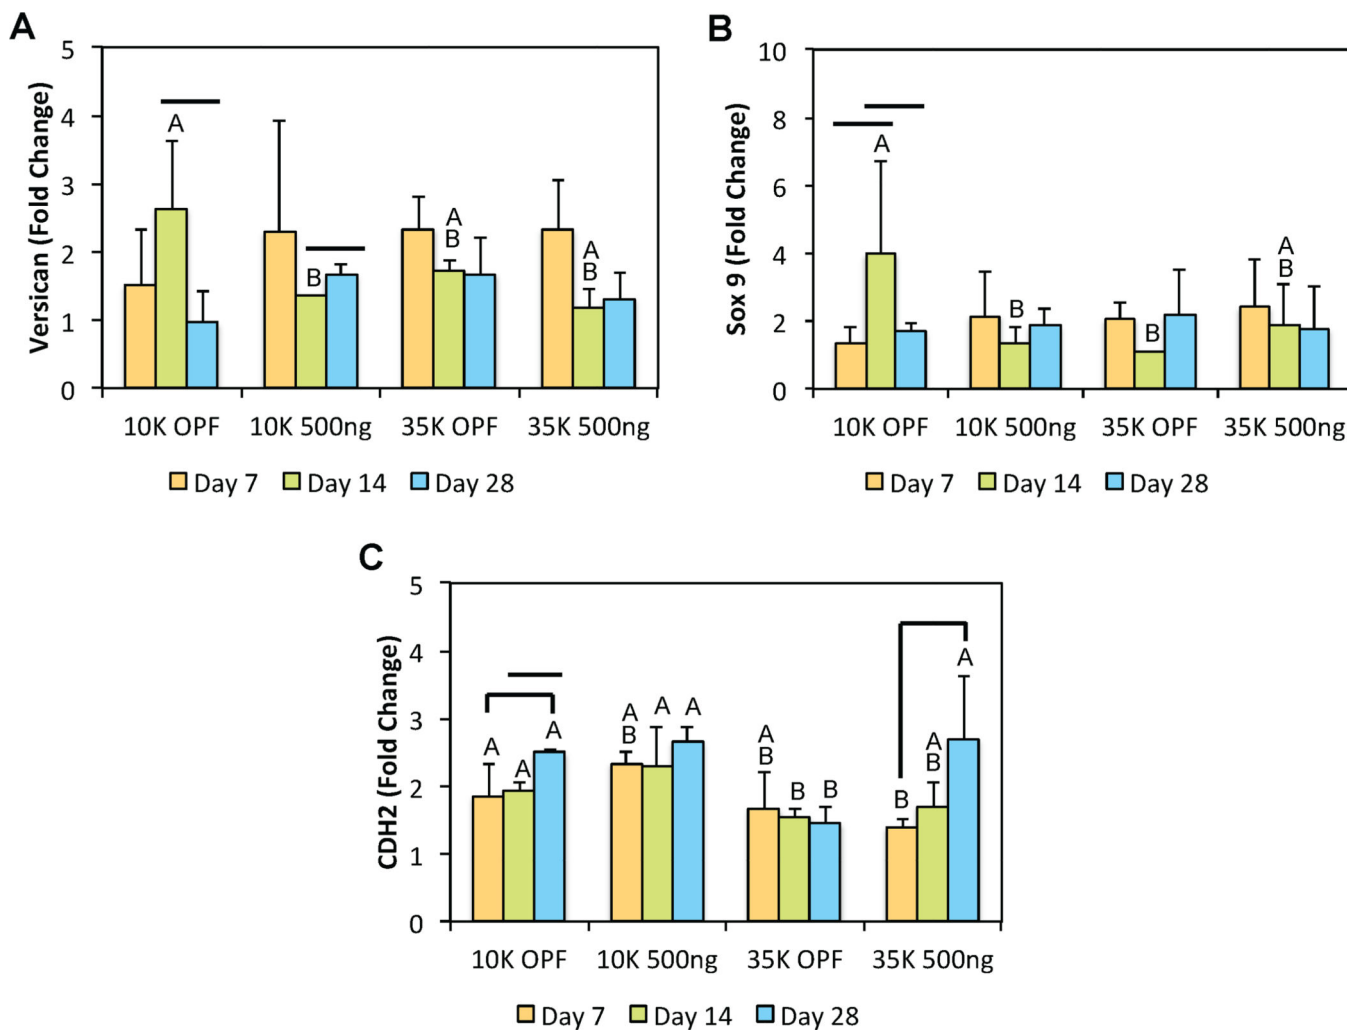 A
Versican (Fold Change)
5
4
3
2
1
0
A
B
A
B
A
B
10K OPF 10K 500ng 35K OPF 35K 500ng
Day 7 Day 14 Day 28
B
Sox 9 (Fold Change)
10
8
6
4
2
0
A
B
B
A
B
10K OPF 10K 500ng 35K OPF 35K 500ng
Day 7 Day 14 Day 28
C
CDH2 (Fold Change)
5
4
3
2
1
0
A
A
A
A
B
A
A
A
B
B
B
B
A
B
A
10K OPF 10K 500ng 35K OPF 35K 500ng
Day 7 Day 14 Day 28